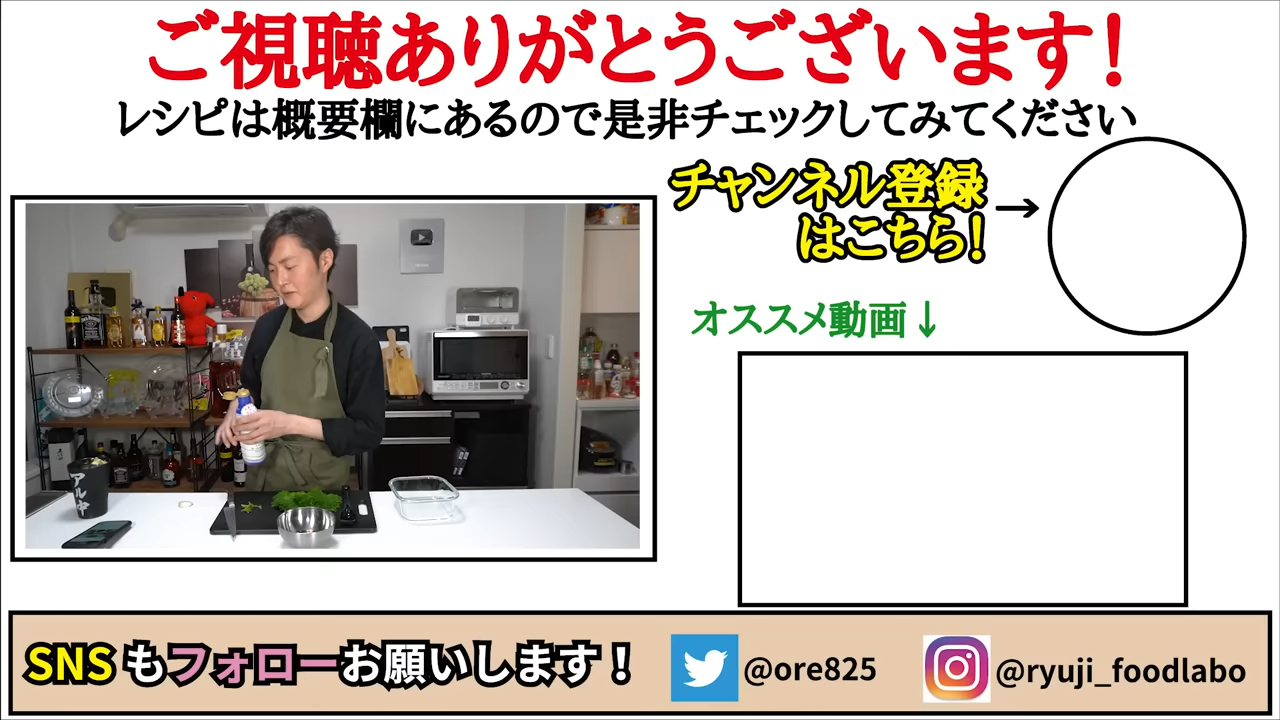 ご視聴ありがとうございます！
レシピは概要欄にあるので是非チェックしてみてください
チャンネル登録
はこちら！
→
オススメ動画↓
アル中
SNSもフォローお願いします！
@ore825
@ryuji_foodlabo